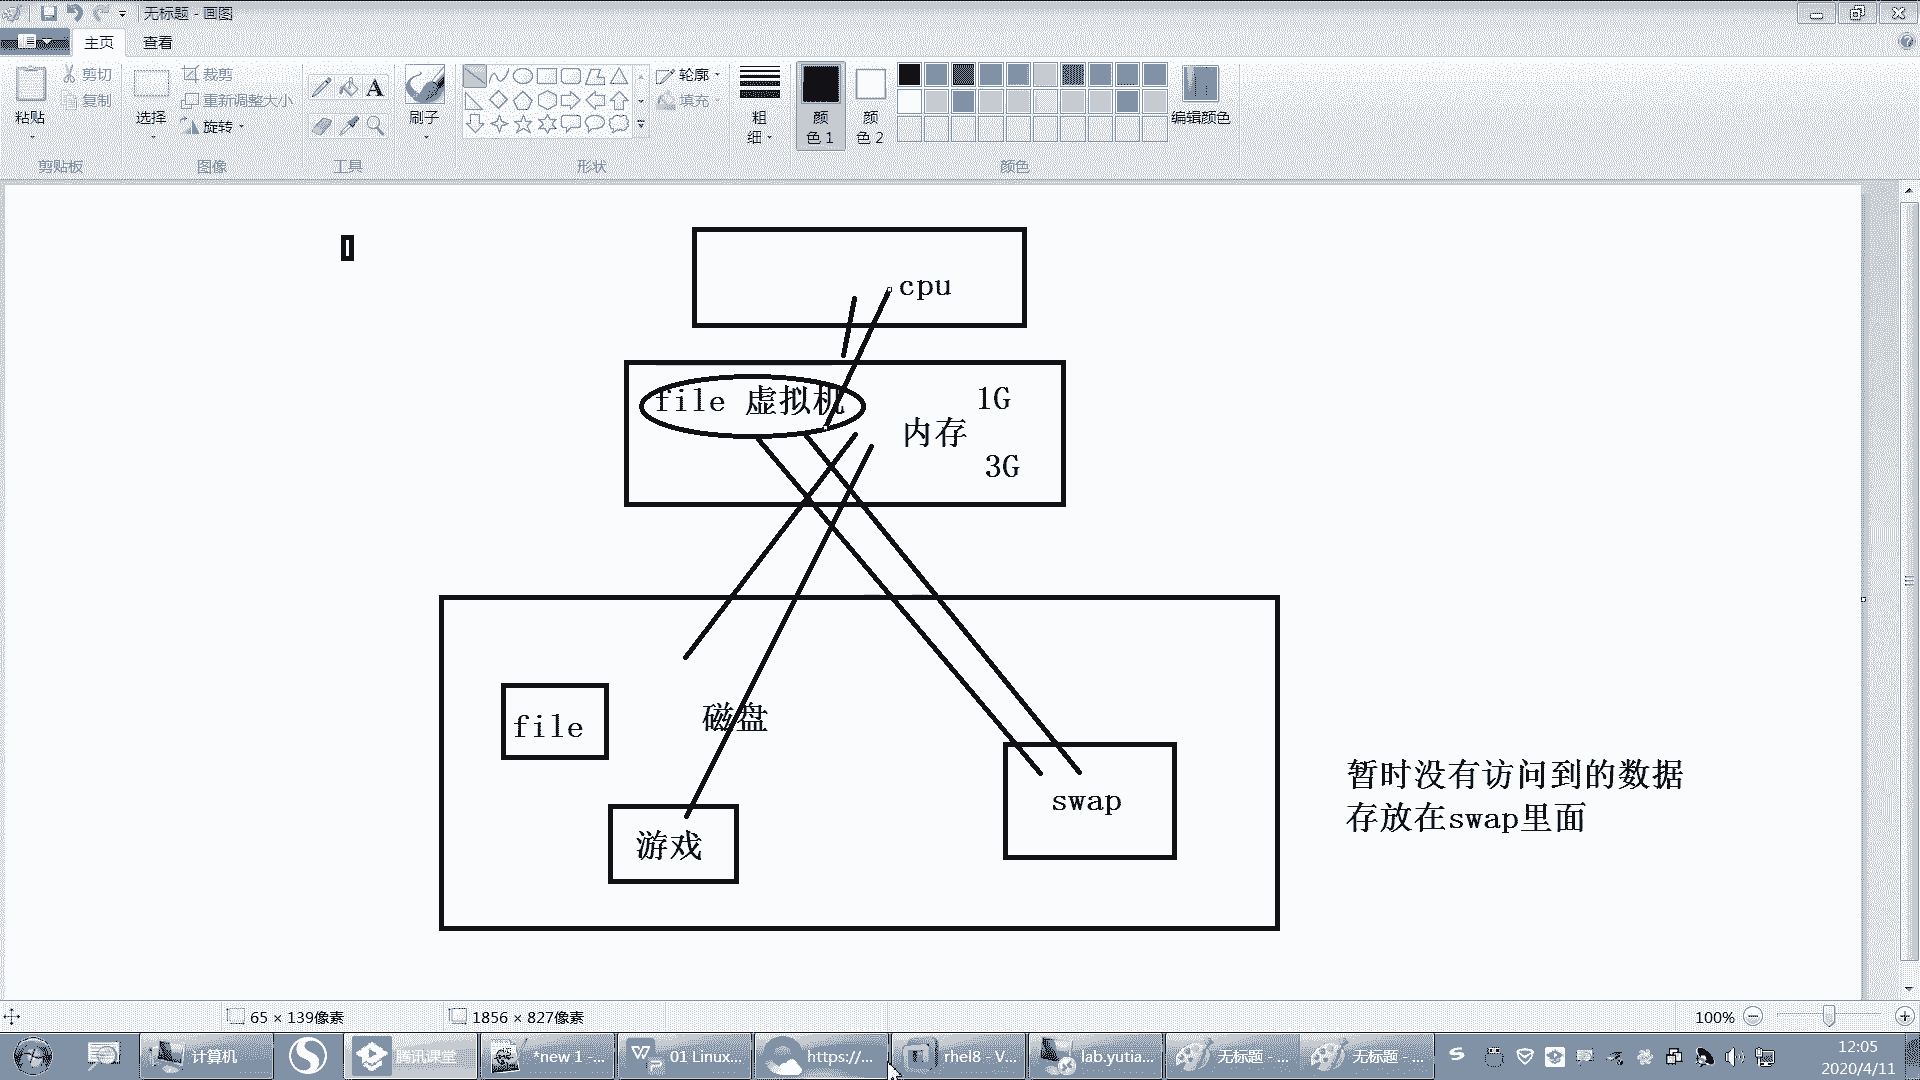 无标题 - 画图
主页 查看
粘贴
剪切
复制
剪贴板
选择
裁剪
重新调整大小
旋转
图像
A
工具
刷子
形状
轮廓
填充
粗
细
颜
色 1
颜
色 2
编辑颜色
颜色
cpu
file 虚拟机
1G
内存
3G
file
磁盘
游戏
swap
暂时没有访问到的数据
存放在swap里面
65 × 139像素
1856 × 827像素
100%
计算机
腾讯课堂
*new 1 -...
01 Linux...
https://...
rhel8 - V...
lab.yutia...
无标题 - ...
无标题 - ...
12:05
2020/4/11